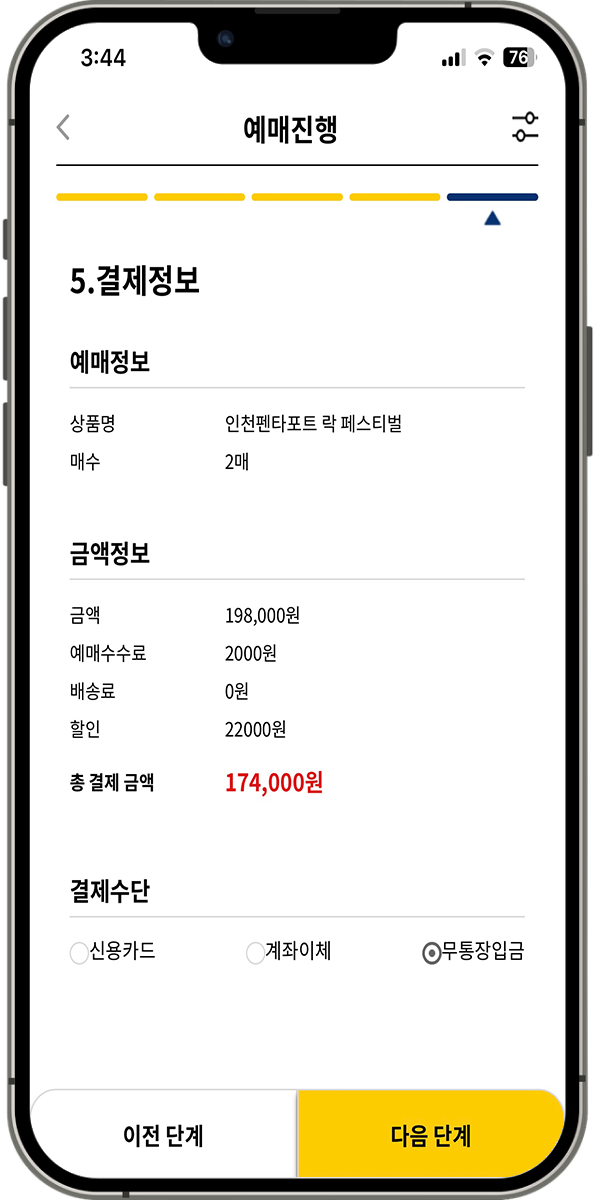 3:44
76
예매진행
5.결제정보
예매정보
상품명 인천펜타포트 락 페스티벌
매수 2매
금액정보
금액 198,000원
예매수수료 2000원
배송료 0원
할인 22000원
총 결제 금액 174,000원
결제수단
신용카드 계좌이체 무통장입금
이전 단계 다음 단계